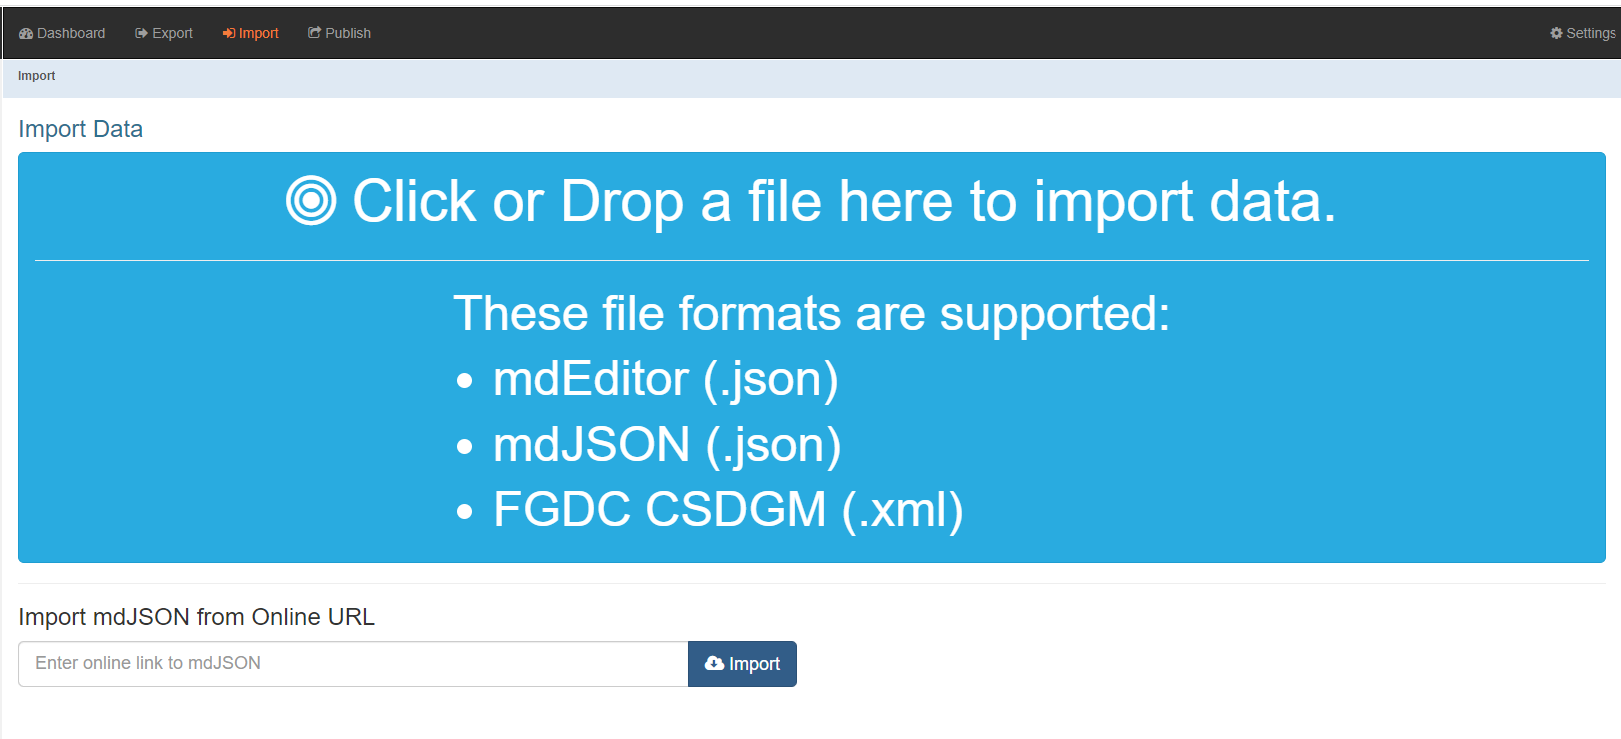 Dashboard Export Import Publish Settings
Import
Import Data
Click or Drop a file here to import data.
These file formats are supported:
• mdEditor (.json)
• mdJSON (.json)
• FGDC CSDGM (.xml)
Import mdJSON from Online URL
Enter online link to mdJSON Import